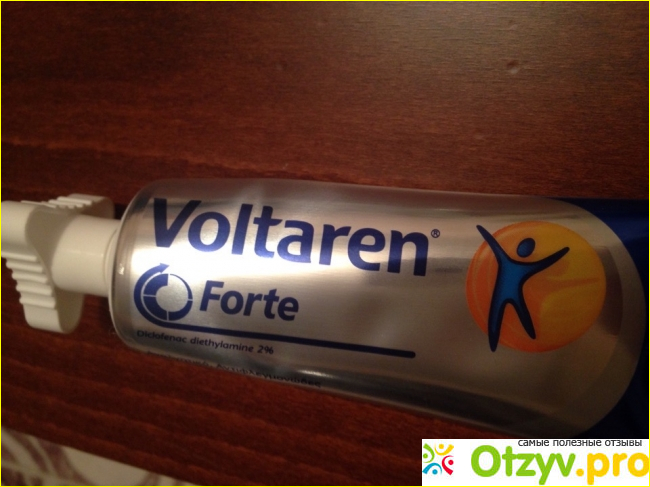 Voltaren®
Forte
Diclofenac diethylamine 2%
самые полезные отзывы
Otzyv.pro